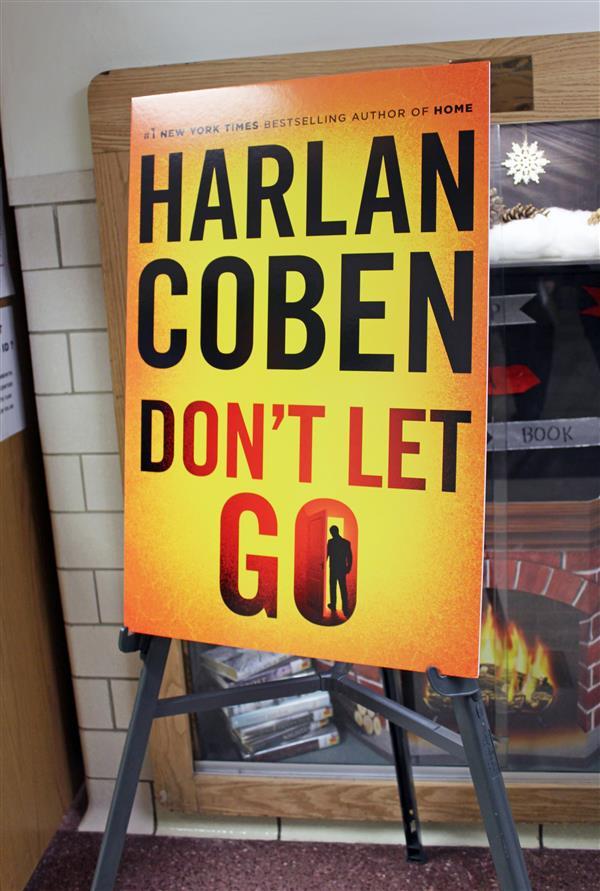 #1 NEW YORK TIMES BESTSELLING AUTHOR OF HOME
HARLAN
COBEN
DON'T LET
GO
BOOK